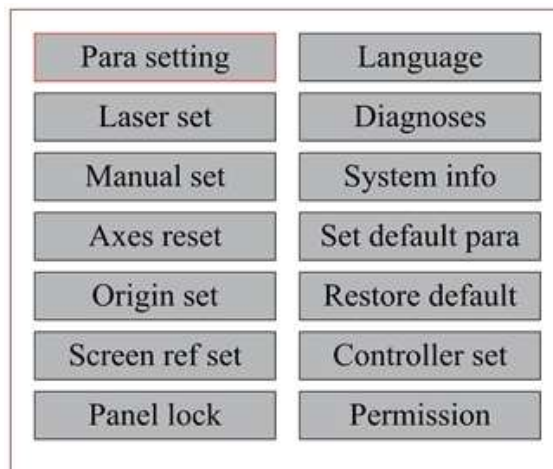 Para setting
Language
Laser set
Diagnoses
Manual set
System info
Axes reset
Set default para
Origin set
Restore default
Screen ref set
Controller set
Panel lock
Permission